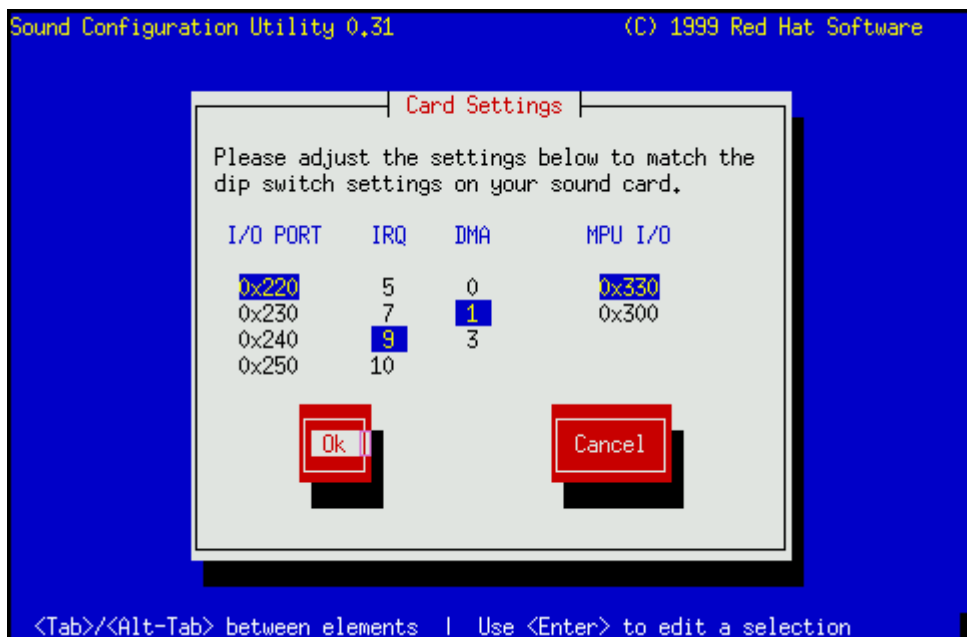 Sound Configuration Utility 0.31 (C) 1999 Red Hat Software
Card Settings
Please adjust the settings below to match the
dip switch settings on your sound card.
I/O PORT IRQ DMA MPU I/O
0x220 5 0 0x330
0x230 7 1 0x300
0x240 9 3
0x250 10
Ok Cancel
<Tab>/<Alt-Tab> between elements | Use <Enter> to edit a selection